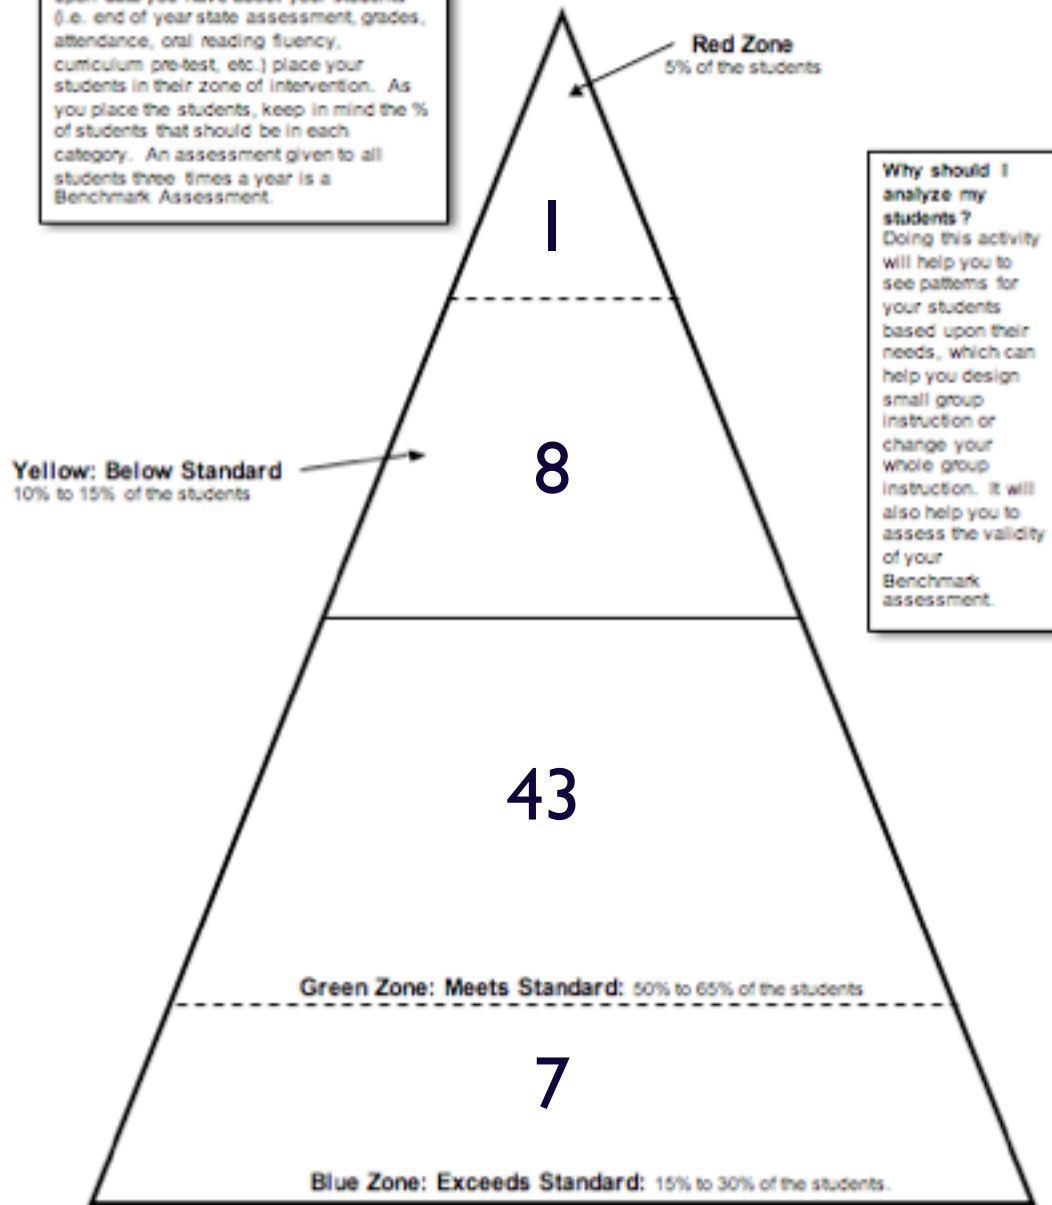 upon data you have about your students
(i.e. end of year state assessment, grades,
attendance, oral reading fluency,
curriculum pre-test, etc.) place your
students in their zone of intervention. As
you place the students, keep in mind the %
of students that should be in each
category. An assessment given to all
students three times a year is a
Benchmark Assessment.
Red Zone
5% of the students
Why should I
analyze my
students?
Doing this activity
will help you to
see patterns for
your students
based upon their
needs, which can
help you design
small group
instruction or
change your
whole group
instruction. It will
also help you to
assess the validity
of your
Benchmark
assessment.
1
Yellow: Below Standard
10% to 15% of the students
8
43
Green Zone: Meets Standard: 50% to 65% of the students
7
Blue Zone: Exceeds Standard: 15% to 30% of the students.